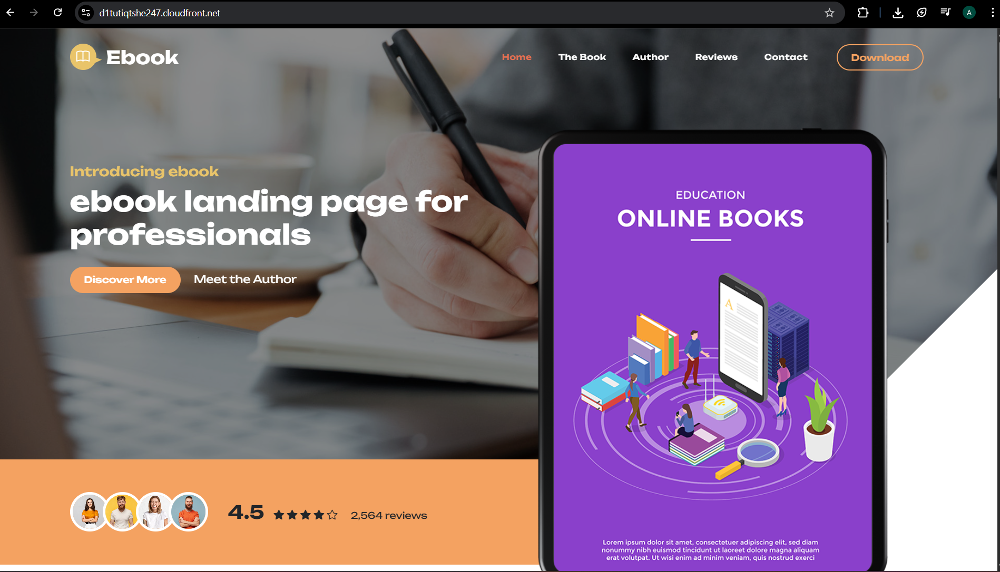 d1tutiqtshe247.cloudfront.net
A
Ebook
Home
The Book
Author
Reviews
Contact
Download
Introducing ebook
ebook landing page for
professionals
Discover More
Meet the Author
EDUCATION
ONLINE BOOKS
A
4.5
2,564 reviews
Lorem ipsum dolor sit amet, consectetuer adipiscing elit, sed diam
nonummy nibh euismod tincidunt ut laoreet dolore magna aliquam
erat volutpat. Ut wisi enim ad minim veniam, quis nostrud exerci